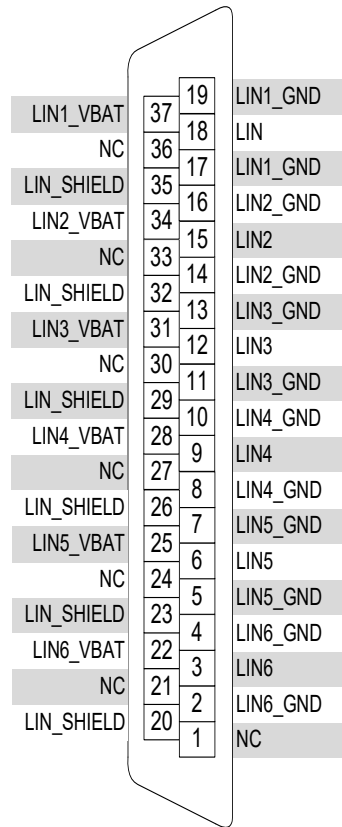 19 LIN1_GND
LIN1_VBAT 37
18 LIN
NC 36
17 LIN1_GND
LIN_SHIELD 35
16 LIN2_GND
LIN2_VBAT 34
15 LIN2
NC 33
14 LIN2_GND
LIN_SHIELD 32
13 LIN3_GND
LIN3_VBAT 31
12 LIN3
NC 30
11 LIN3_GND
LIN_SHIELD 29
10 LIN4_GND
LIN4_VBAT 28
9 LIN4
NC 27
8 LIN4_GND
LIN_SHIELD 26
7 LIN5_GND
LIN5_VBAT 25
6 LIN5
NC 24
5 LIN5_GND
LIN_SHIELD 23
4 LIN6_GND
LIN6_VBAT 22
3 LIN6
NC 21
2 LIN6_GND
LIN_SHIELD 20
1 NC